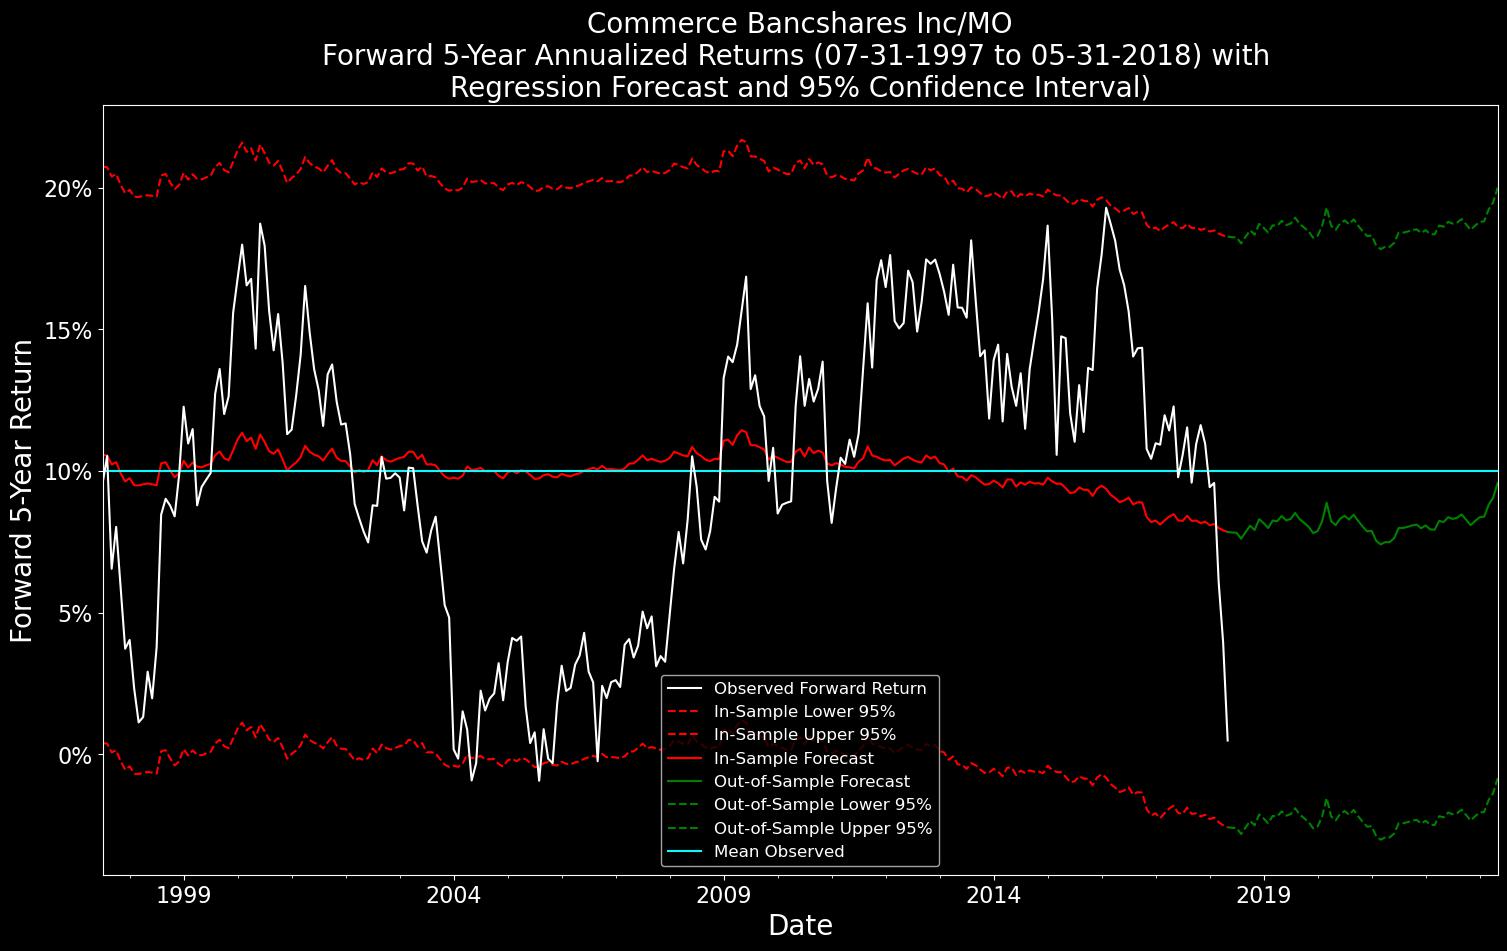 Commerce Bancshares Inc/MO
Forward 5-Year Annualized Returns (07-31-1997 to 05-31-2018) with
Regression Forecast and 95% Confidence Interval)
Forward 5-Year Return
20%
15%
10%
5%
0%
Observed Forward Return
In-Sample Lower 95%
In-Sample Upper 95%
In-Sample Forecast
Out-of-Sample Forecast
Out-of-Sample Lower 95%
Out-of-Sample Upper 95%
Mean Observed
1999 2004 2009 2014 2019
Date